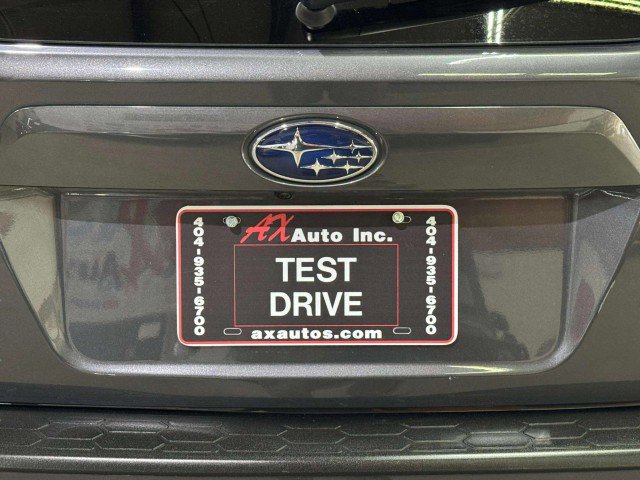 AX Auto Inc.
404-935-6700
TEST
DRIVE
404-935-6700
axautos.com